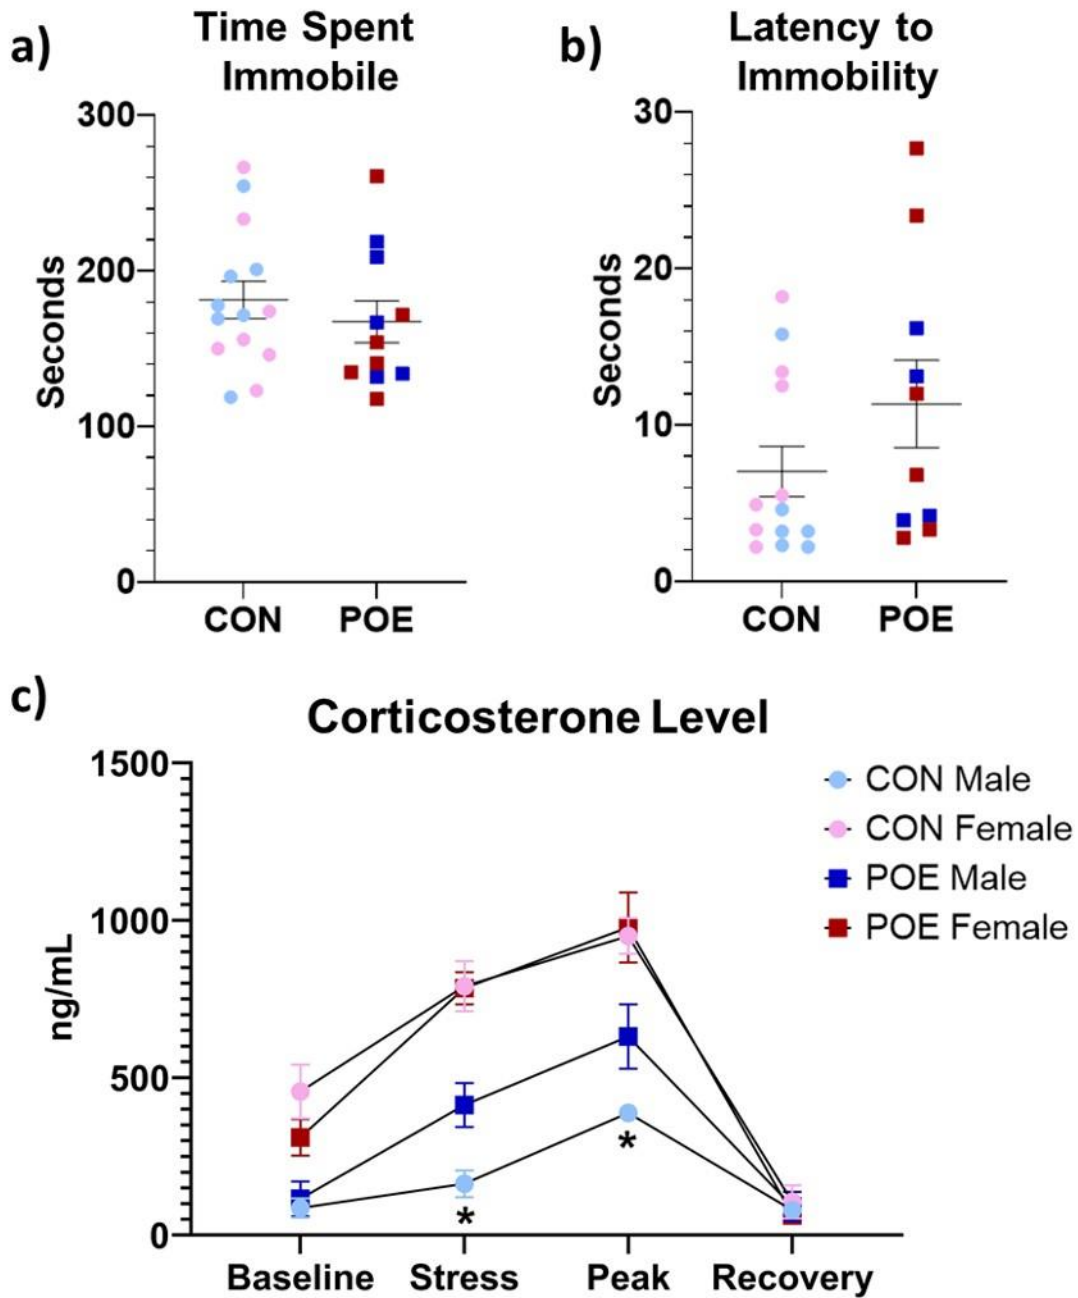 a)
Time Spent
Immobile
300
200
100
0
Seconds
CON POE
b)
Latency to
Immobility
30
20
10
0
Seconds
CON POE
c)
Corticosterone Level
1500
1000
500
0
ng/mL
Baseline Stress Peak Recovery
*
*
CON Male
CON Female
POE Male
POE Female